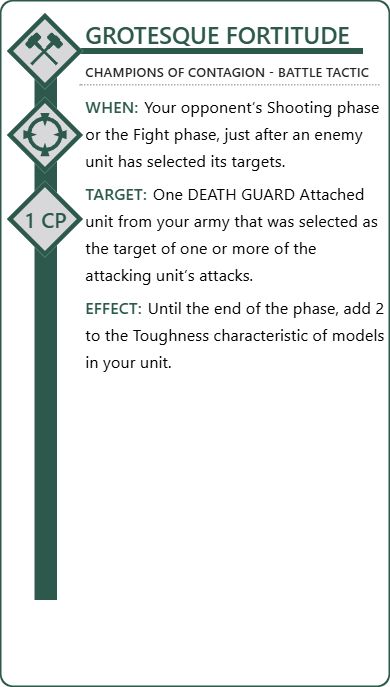 GROTESQUE FORTITUDE
CHAMPIONS OF CONTAGION - BATTLE TACTIC
WHEN: Your opponent's Shooting phase
or the Fight phase, just after an enemy
unit has selected its targets.
1 CP
TARGET: One DEATH GUARD Attached
unit from your army that was selected as
the target of one or more of the
attacking unit's attacks.
EFFECT: Until the end of the phase, add 2
to the Toughness characteristic of models
in your unit.